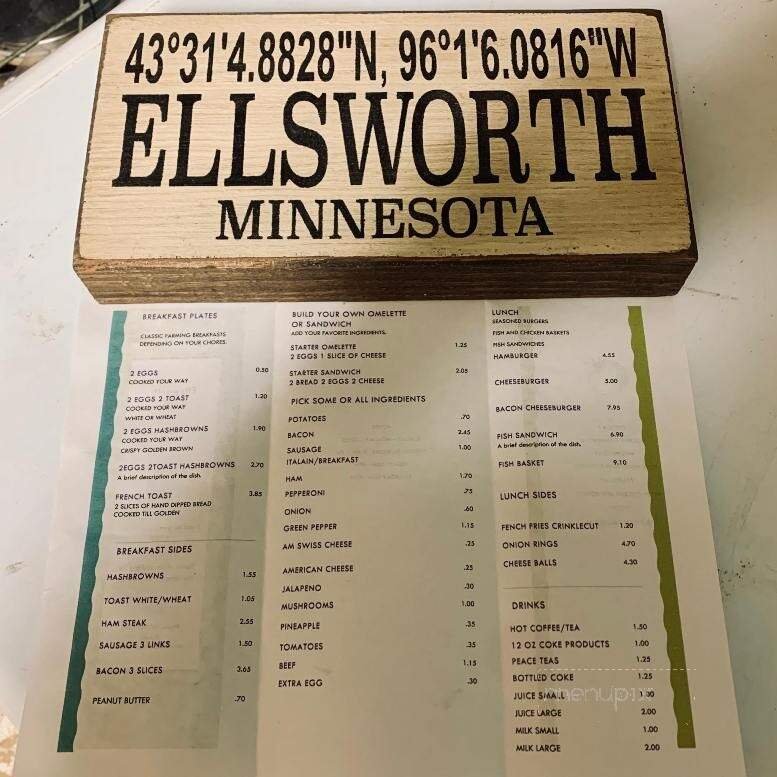 43°31'4.8828"N, 96°1'6.0816"W
ELLSWORTH
MINNESOTA
BREAKFAST PLATES
CLASSIC FARMING BREAKFASTS
DEPENDING ON YOUR CHORES.
2 EGGS 0.50
COOKED YOUR WAY
2 EGGS 2 TOAST 1.20
COOKED YOUR WAY
WHITE OR WHEAT
2 EGGS HASHBROWNS 1.90
COOKED YOUR WAY
CRISPY GOLDEN BROWN
2EGGS 2TOAST HASHBROWNS 2.70
A brief description of the dish.
FRENCH TOAST 3.85
2 SLICES OF HAND DIPPED BREAD
COOKED TILL GOLDEN
BREAKFAST SIDES
HASHBROWNS 1.55
TOAST WHITE/WHEAT 1.05
HAM STEAK 2.55
SAUSAGE 3 LINKS 1.50
BACON 3 SLICES 3.65
PEANUT BUTTER .70
BUILD YOUR OWN OMELETTE
OR SANDWICH
ADD YOUR FAVORITE INGREDIENTS.
STARTER OMELETTE 1.25
2 EGGS 1 SLICE OF CHEESE
STARTER SANDWICH 2.05
2 BREAD 2 EGGS 2 CHEESE
PICK SOME OR ALL INGREDIENTS
POTATOES .70
BACON 2.45
SAUSAGE 1.00
ITALAIN/BREAKFAST
HAM 1.70
PEPPERONI .75
ONION .60
GREEN PEPPER 1.15
AM SWISS CHEESE .25
AMERICAN CHEESE .25
JALAPENO .30
MUSHROOMS 1.00
PINEAPPLE .35
TOMATOES .35
BEEF 1.15
EXTRA EGG .30
LUNCH
SEASONED BURGERS
FISH AND CHICKEN BASKETS
FISH SANDWICHES
HAMBURGER 4.55
CHEESEBURGER 5.00
BACON CHEESEBURGER 7.95
FISH SANDWICH 6.90
A brief description of the dish.
FISH BASKET 9.10
LUNCH SIDES
FENCH FRIES CRINKLECUT 1.20
ONION RINGS 4.70
CHEESE BALLS 4.30
DRINKS
HOT COFFEE/TEA 1.50
12 OZ COKE PRODUCTS 1.00
PEACE TEAS 1.25
BOTTLED COKE 1.25
JUICE SMALL
JUICE LARGE 2.00
MILK SMALL 1.00
MILK LARGE 2.00